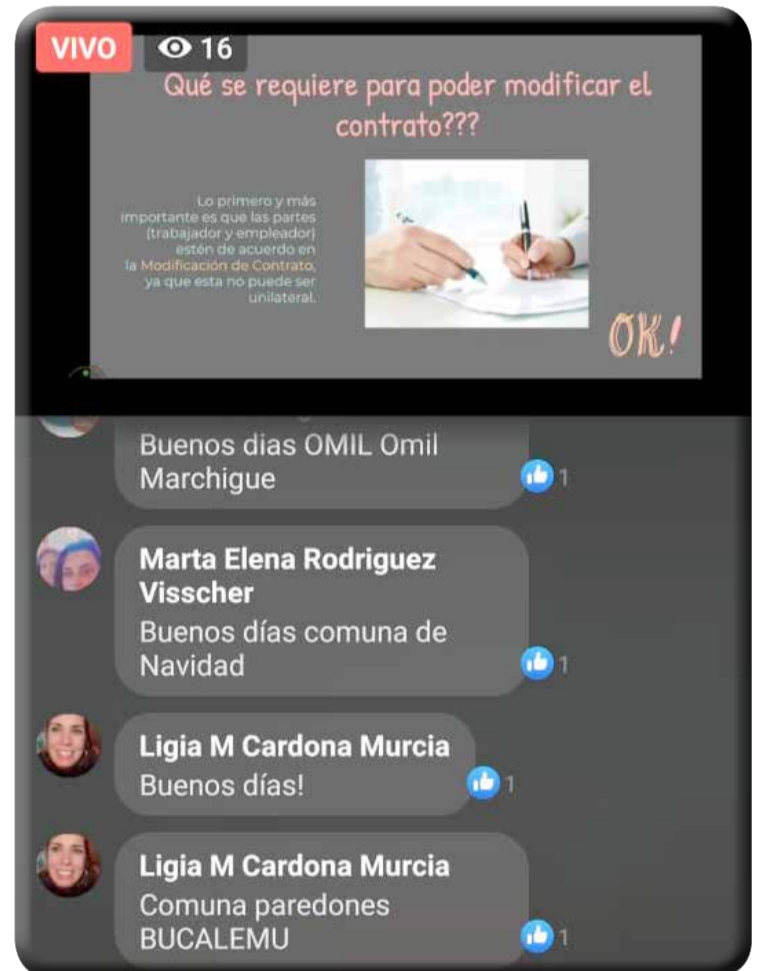 VIVO 16
Qué se requiere para poder modificar el
contrato???
Lo primero y más
importante es que las partes
(trabajador y empleador)
estén de acuerdo en
la Modificación de Contrato,
ya que esta no puede ser
unilateral.
OK!
Buenos dias OMIL Omil
Marchigue
1
Marta Elena Rodriguez
Visscher
Buenos días comuna de
Navidad
1
Ligia M Cardona Murcia
Buenos días!
1
Ligia M Cardona Murcia
Comuna paredones
BUCALEMU
1